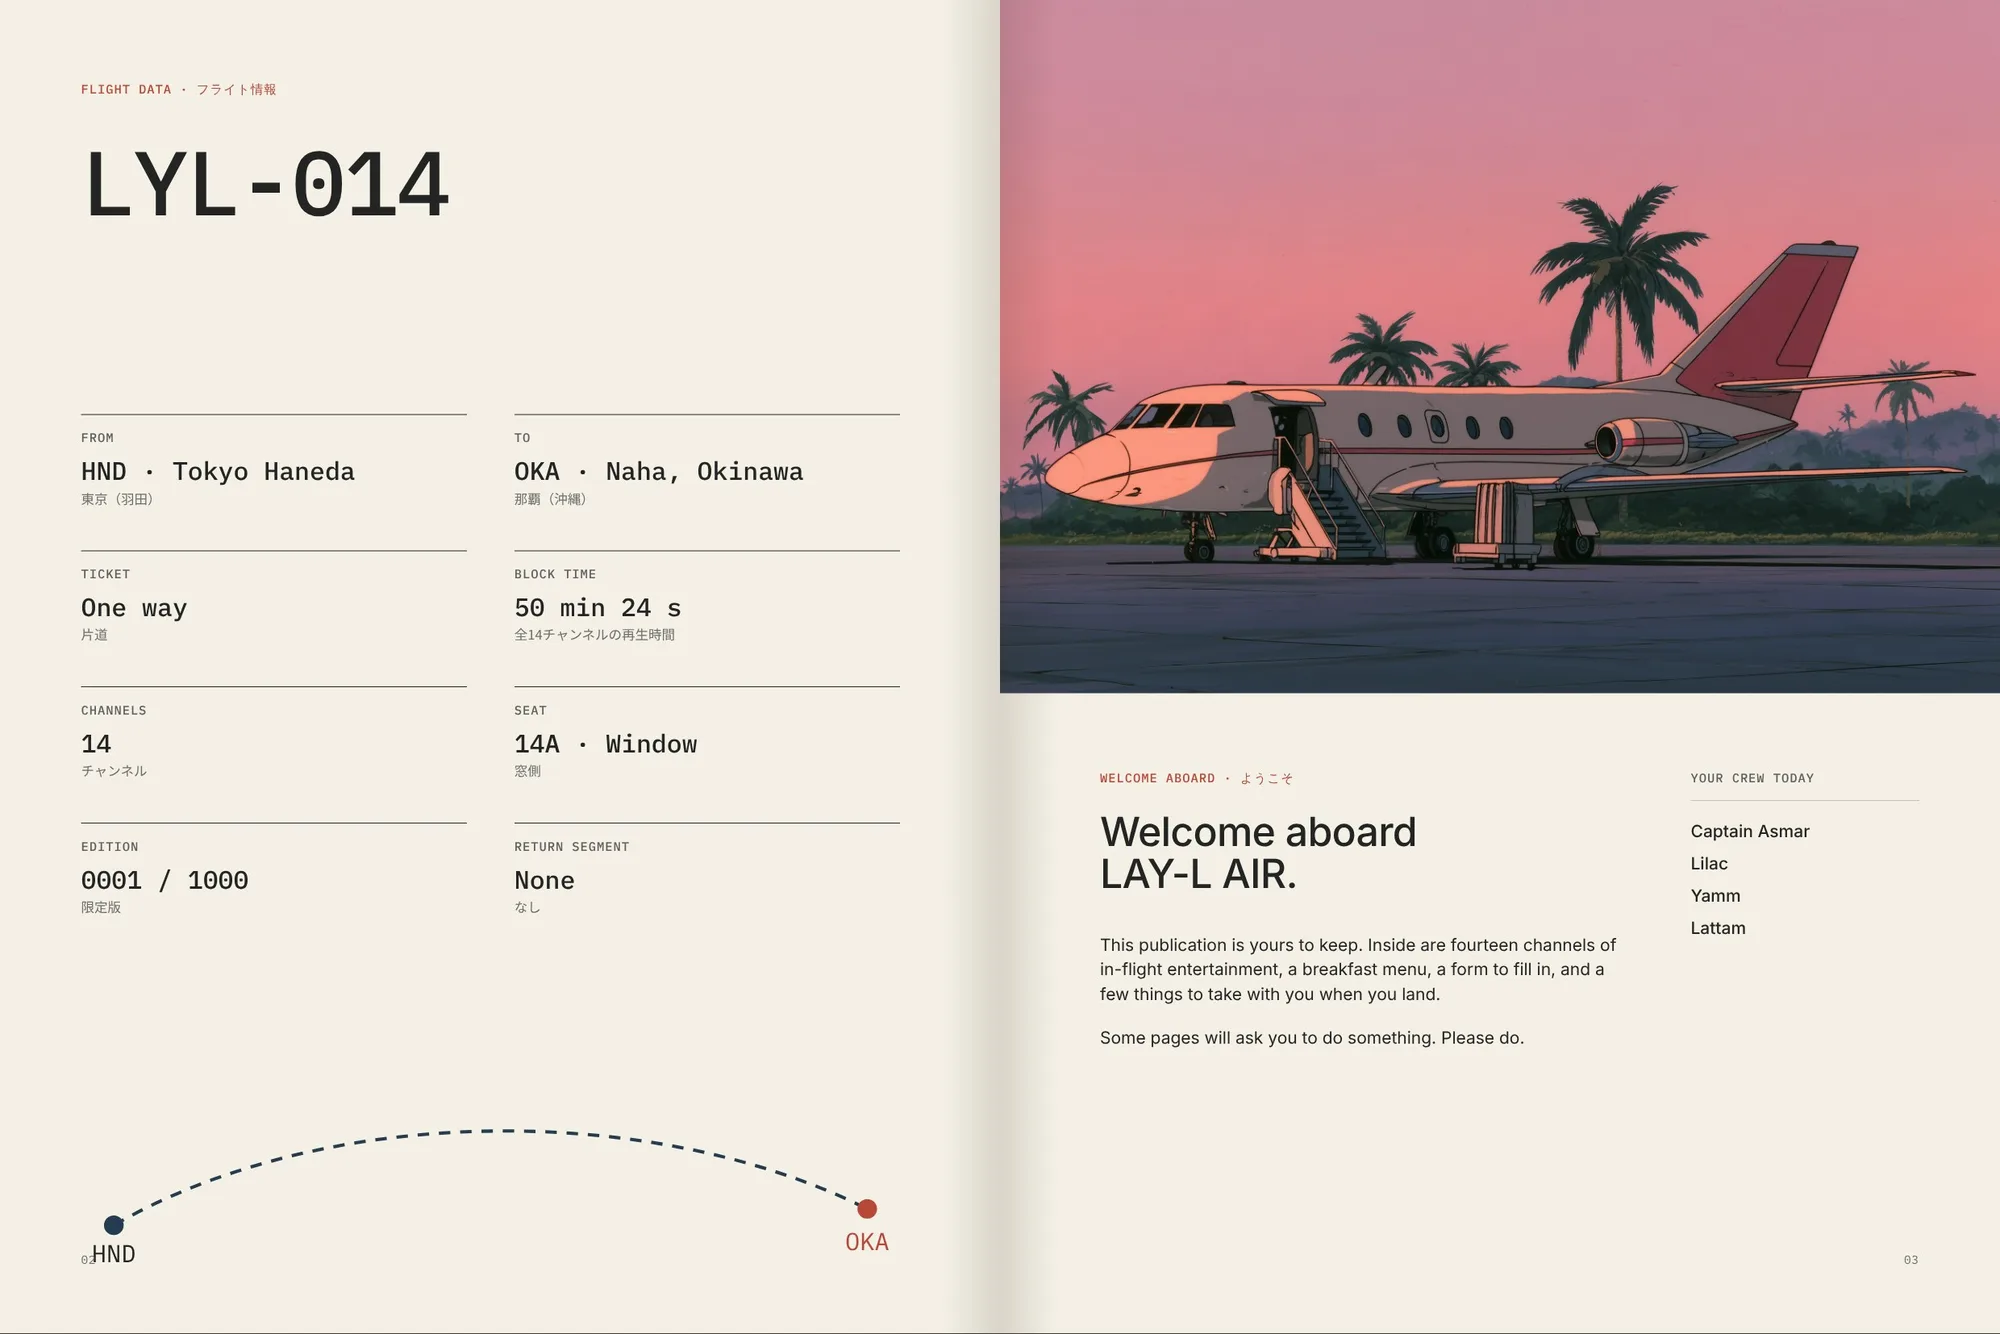 FLIGHT DATA · フライト情報
LYL-014
FROM
HND · Tokyo Haneda
東京（羽田）
TO
OKA · Naha, Okinawa
那覇（沖縄）
TICKET
One way
片道
BLOCK TIME
50 min 24 s
全14チャンネルの再生時間
CHANNELS
14
チャンネル
SEAT
14A · Window
窓側
EDITION
0001 / 1000
限定版
RETURN SEGMENT
None
なし
HND
OKA
02
WELCOME ABOARD · ようこそ
Welcome aboard
LAY-L AIR.
This publication is yours to keep. Inside are fourteen channels of
in-flight entertainment, a breakfast menu, a form to fill in, and a
few things to take with you when you land.
Some pages will ask you to do something. Please do.
YOUR CREW TODAY
Captain Asmar
Lilac
Yamm
Lattam
03